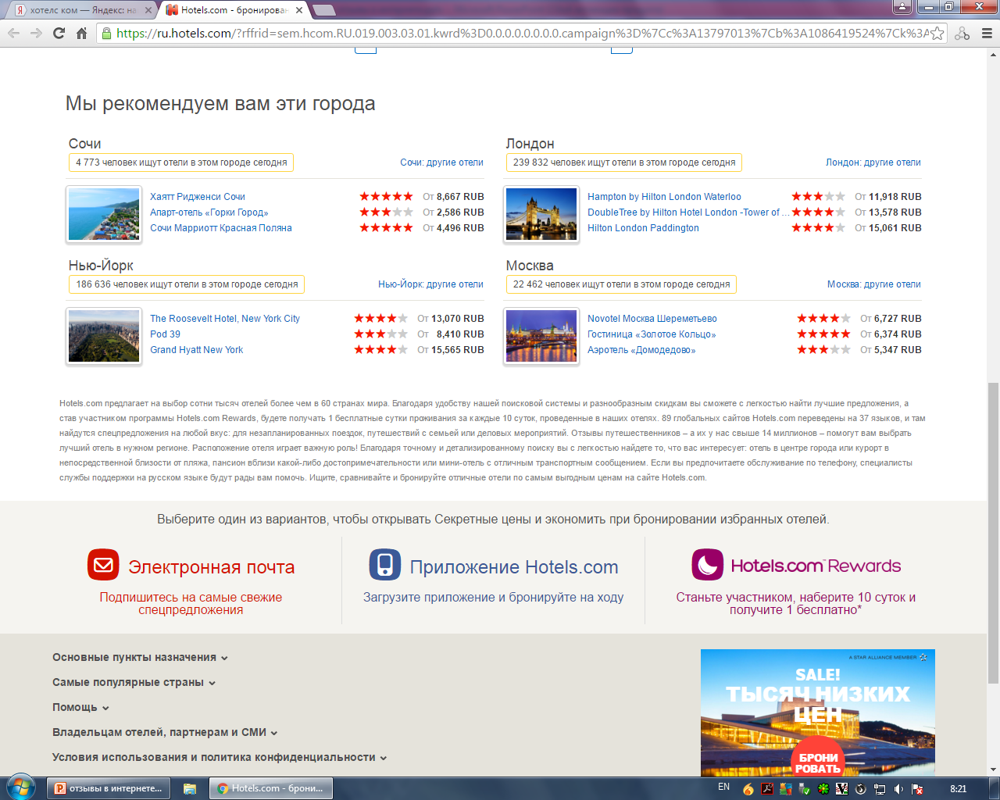 хотелс ком — Яндекс: на
Hotels.com - бронирован
https://ru.hotels.com/?rffrid=sem.hcom.RU.019.003.03.01.kwrd%3D0.0.0.0.0.0.0.0.campaign%3D%7Cc%3A13797013%7Cb%3A1086419524%7Ck%3A
Мы рекомендуем вам эти города
Сочи
4 773 человек ищут отели в этом городе сегодня
Сочи: другие отели
Хаятт Ридженси Сочи От 8,667 RUB
Апарт-отель «Горки Город» От 2,586 RUB
Сочи Марриотт Красная Поляна От 4,496 RUB
Лондон
239 832 человек ищут отели в этом городе сегодня
Лондон: другие отели
Hampton by Hilton London Waterloo От 11,918 RUB
DoubleTree by Hilton Hotel London -Tower of ... От 13,578 RUB
Hilton London Paddington От 15,061 RUB
Нью-Йорк
186 636 человек ищут отели в этом городе сегодня
Нью-Йорк: другие отели
The Roosevelt Hotel, New York City От 13,070 RUB
Pod 39 От 8,410 RUB
Grand Hyatt New York От 15,565 RUB
Москва
22 462 человек ищут отели в этом городе сегодня
Москва: другие отели
Novotel Москва Шереметьево От 6,727 RUB
Гостиница «Золотое Кольцо» От 6,374 RUB
Аэротель «Домодедово» От 5,347 RUB
Hotels.com предлагает на выбор сотни тысяч отелей более чем в 60 странах мира. Благодаря удобству нашей поисковой системы и разнообразным скидкам вы сможете с легкостью найти лучшие предложения, а
став участником программы Hotels.com Rewards, будете получать 1 бесплатные сутки проживания за каждые 10 суток, проведенные в наших отелях. 89 глобальных сайтов Hotels.com переведены на 37 языков, и там
найдутся спецпредложения на любой вкус: для незапланированных поездок, путешествий с семьей или деловых мероприятий. Отзывы путешественников – а их у нас свыше 14 миллионов – помогут вам выбрать
лучший отель в нужном регионе. Расположение отеля играет важную роль! Благодаря точному и детализированному поиску вы с легкостью найдете то, что вас интересует: отель в центре города или курорт в
непосредственной близости от пляжа, пансион вблизи какой-либо достопримечательности или мини-отель с отличным транспортным сообщением. Если вы предпочитаете обслуживание по телефону, специалисты
службы поддержки на русском языке будут рады вам помочь. Ищите, сравнивайте и бронируйте отличные отели по самым выгодным ценам на сайте Hotels.com.
Выберите один из вариантов, чтобы открывать Секретные цены и экономить при бронировании избранных отелей.
Электронная почта
Подпишитесь на самые свежие
спецпредложения
Приложение Hotels.com
Загрузите приложение и бронируйте на ходу
Hotels.com™ Rewards
Станьте участником, наберите 10 суток и
получите 1 бесплатно*
Основные пункты назначения
Самые популярные страны
Помощь
Владельцам отелей, партнерам и СМИ
Условия использования и политика конфиденциальности
A STAR ALLIANCE MEMBER
SALE!
ТЫСЯЧ НИЗКИХ
ЦЕН
БРОНИ
РОВАТЬ
отзывы в интернете...
Hotels.com - брони...
EN
8:21